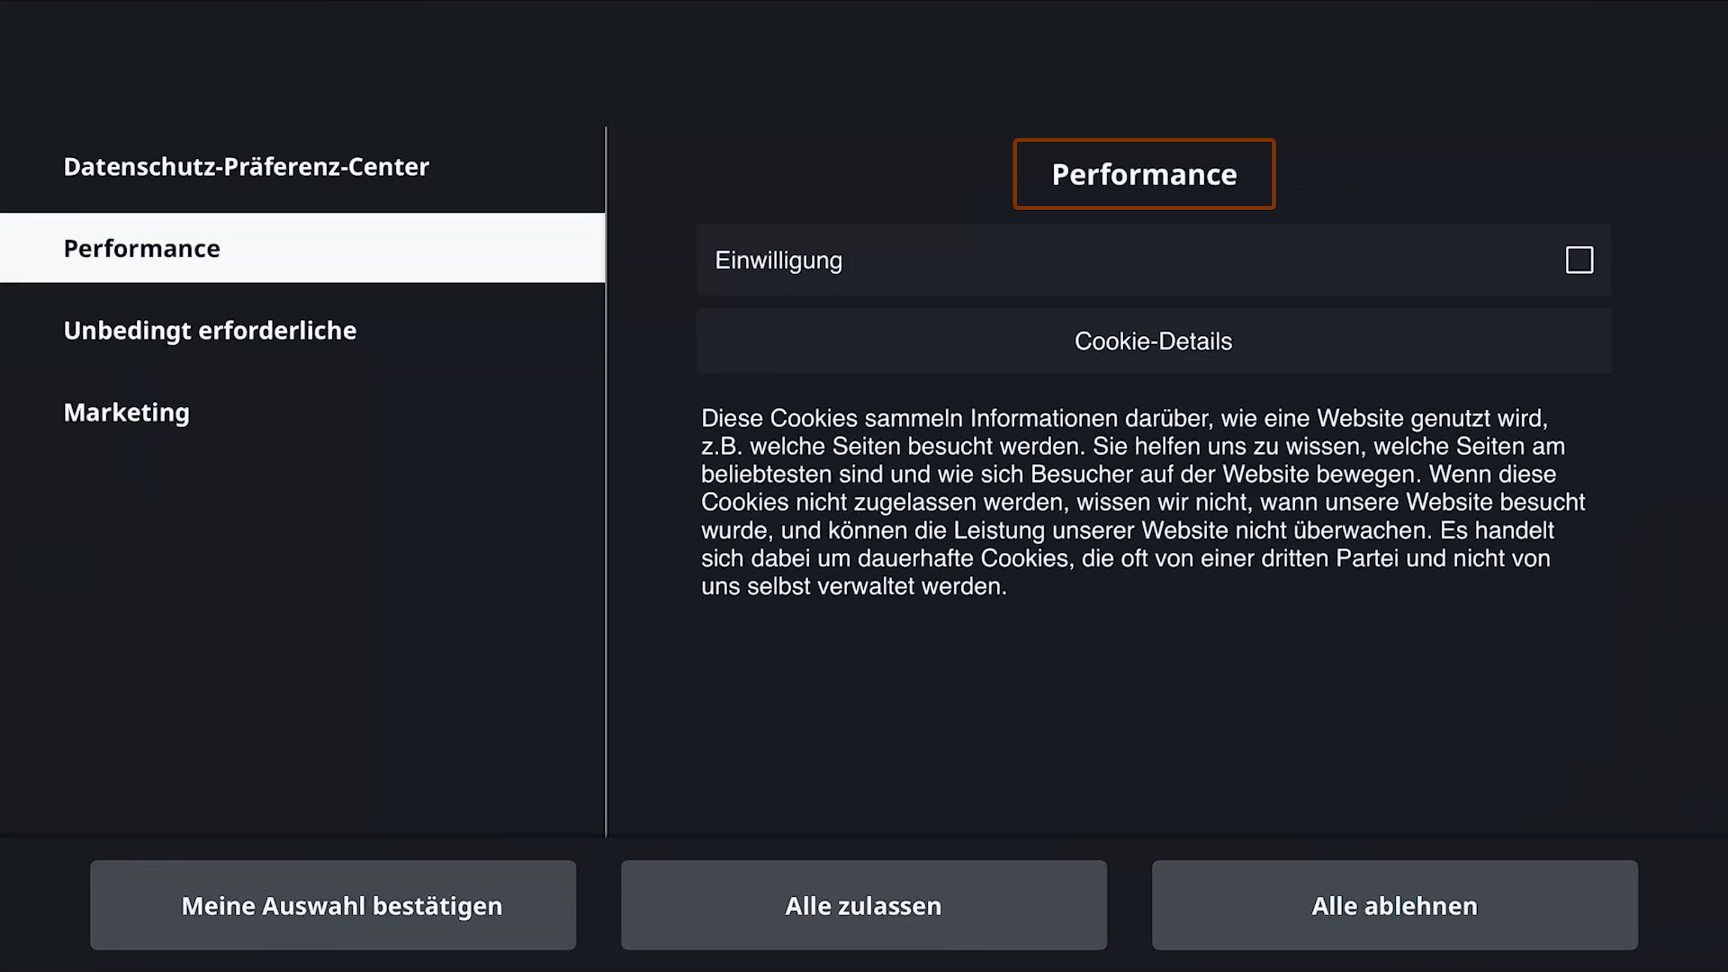 Datenschutz-Präferenz-Center
Performance
Unbedingt erforderliche
Marketing
Performance
Einwilligung
Cookie-Details
Diese Cookies sammeln Informationen darüber, wie eine Website genutzt wird,
z.B. welche Seiten besucht werden. Sie helfen uns zu wissen, welche Seiten am
beliebtesten sind und wie sich Besucher auf der Website bewegen. Wenn diese
Cookies nicht zugelassen werden, wissen wir nicht, wann unsere Website besucht
wurde, und können die Leistung unserer Website nicht überwachen. Es handelt
sich dabei um dauerhafte Cookies, die oft von einer dritten Partei und nicht von
uns selbst verwaltet werden.
Meine Auswahl bestätigen
Alle zulassen
Alle ablehnen